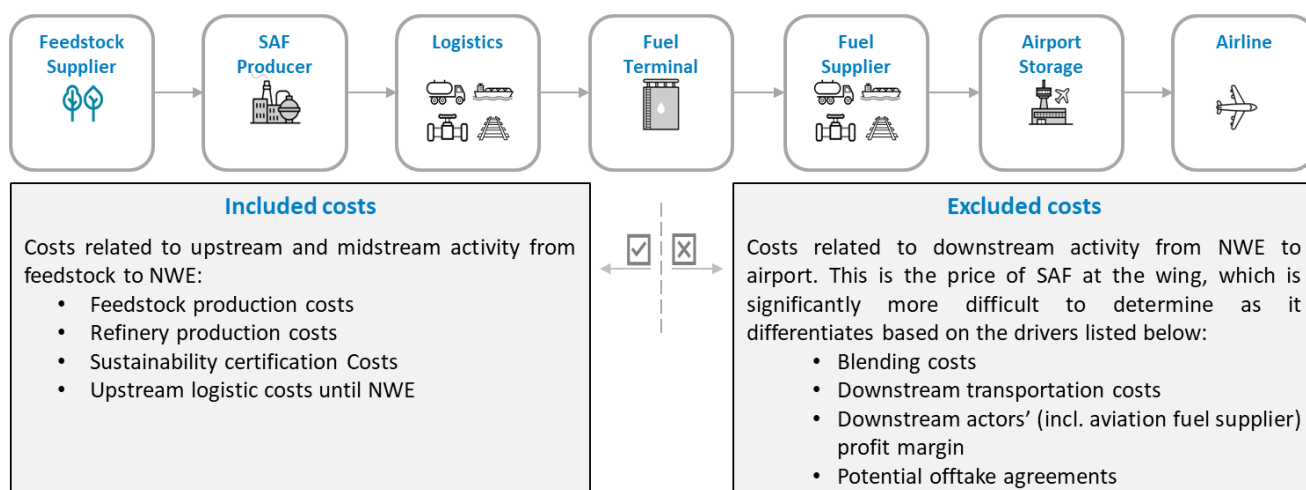 Feedstock
Supplier
SAF
Producer
Logistics
Fuel
Terminal
Fuel
Supplier
Airport
Storage
Airline
Included costs
Costs related to upstream and midstream activity from
feedstock to NWE:
• Feedstock production costs
• Refinery production costs
• Sustainability certification Costs
• Upstream logistic costs until NWE
Excluded costs
Costs related to downstream activity from NWE to
airport. This is the price of SAF at the wing, which is
significantly more difficult to determine as it
differentiates based on the drivers listed below:
• Blending costs
• Downstream transportation costs
• Downstream actors’ (incl. aviation fuel supplier)
profit margin
• Potential offtake agreements